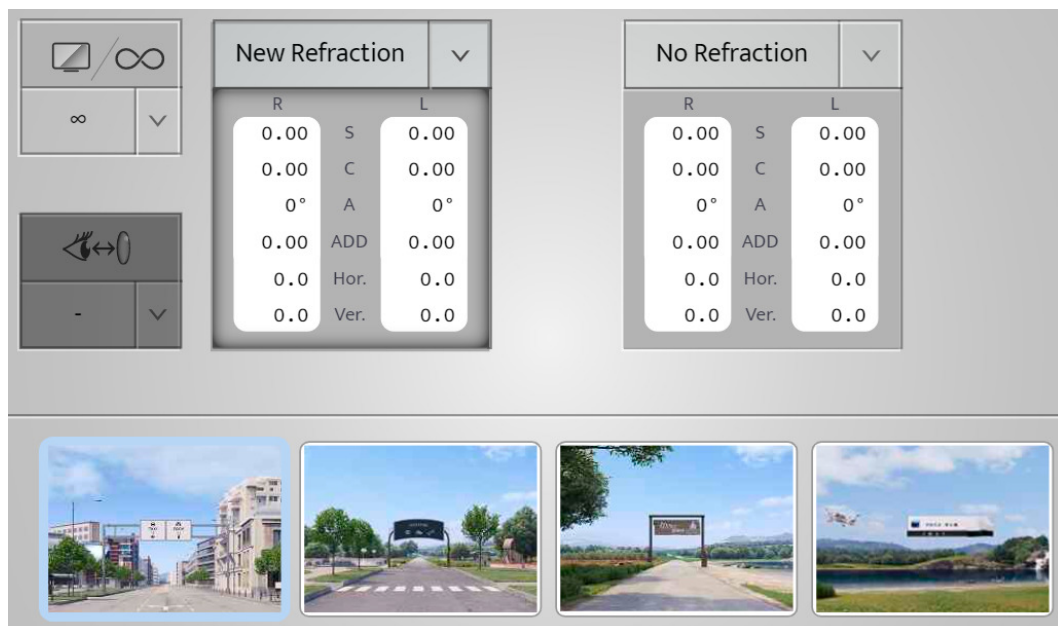 ∞
∞
-
New Refraction
R L
0.00 S 0.00
0.00 C 0.00
0° A 0°
0.00 ADD 0.00
0.0 Hor. 0.0
0.0 Ver. 0.0
No Refraction
R L
0.00 S 0.00
0.00 C 0.00
0° A 0°
0.00 ADD 0.00
0.0 Hor. 0.0
0.0 Ver. 0.0